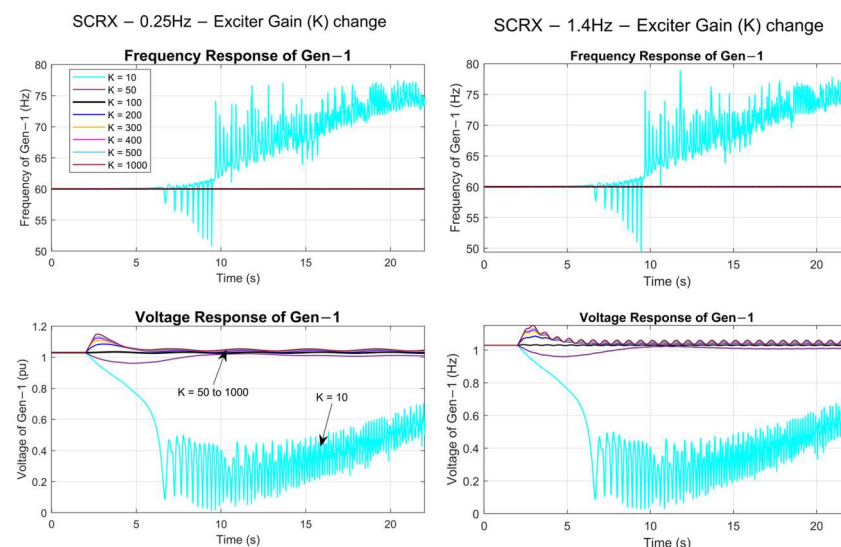 SCRX – 0.25Hz – Exciter Gain (K) change
SCRX – 1.4Hz – Exciter Gain (K) change
Frequency Response of Gen−1
80
75
70
65
60
55
50
Frequency of Gen−1 (Hz)
K = 10
K = 50
K = 100
K = 200
K = 300
K = 400
K = 500
K = 1000
0 5 10 15 20
Time (s)
Frequency Response of Gen−1
80
75
70
65
60
55
50
Frequency of Gen−1 (Hz)
0 5 10 15 20
Time (s)
Voltage Response of Gen−1
1.2
1
0.8
0.6
0.4
0.2
0
Voltage of Gen−1 (pu)
K = 50 to 1000
K = 10
0 5 10 15 20
Time (s)
Voltage Response of Gen−1
1
0.8
0.6
0.4
0.2
0
Voltage of Gen−1 (Hz)
0 5 10 15 20
Time (s)